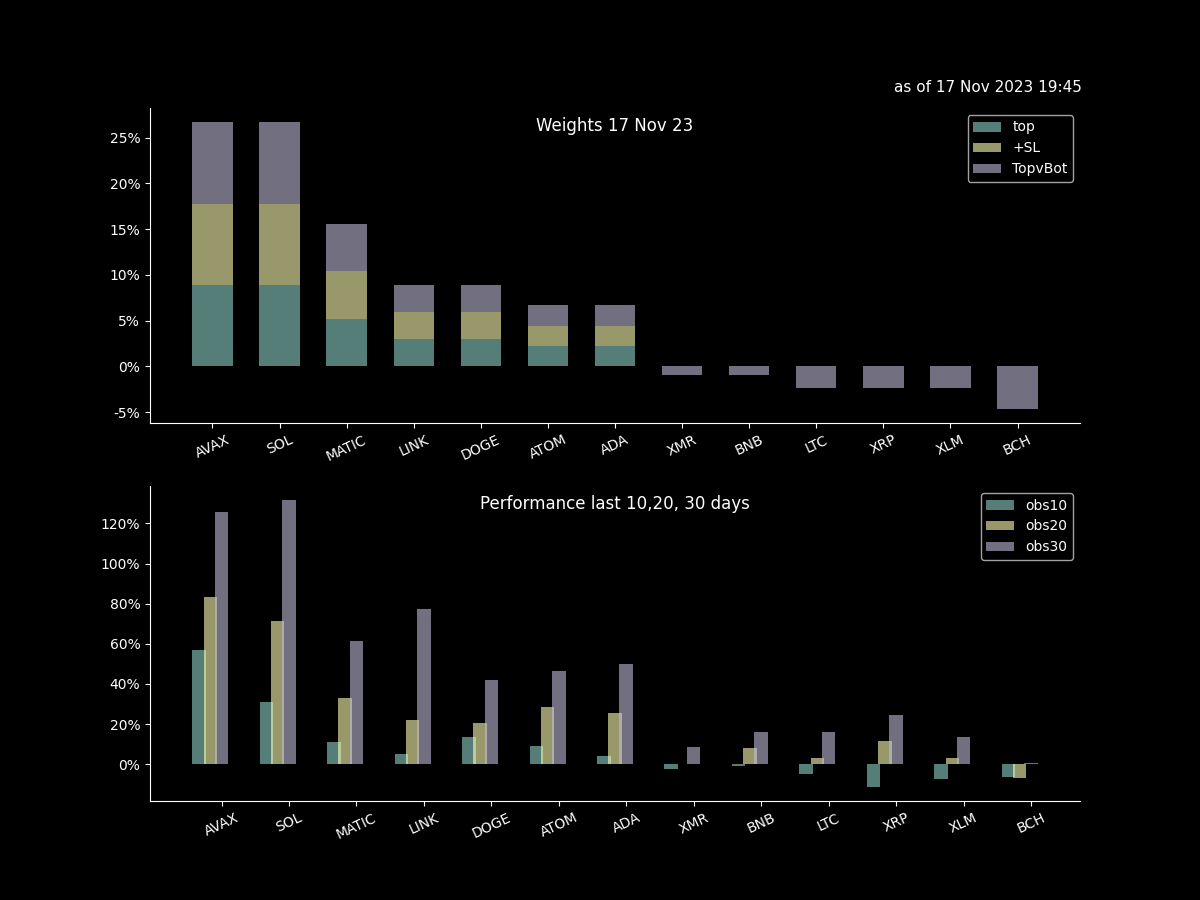 as of 17 Nov 2023 19:45
Weights 17 Nov 23
top
+SL
TopvBot
25%
20%
15%
10%
5%
0%
-5%
AVAX SOL MATIC LINK DOGE ATOM ADA XMR BNB LTC XRP XLM BCH
Performance last 10,20, 30 days
obs10
obs20
obs30
120%
100%
80%
60%
40%
20%
0%
AVAX SOL MATIC LINK DOGE ATOM ADA XMR BNB LTC XRP XLM BCH